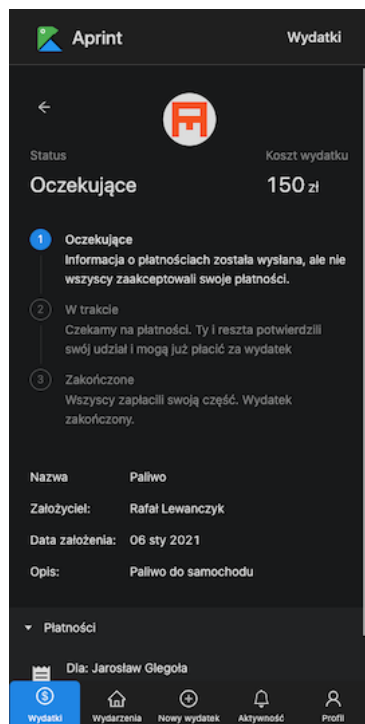 Aprint Wydatki
Status Koszt wydatku
Oczekujące 150 zł
1 Oczekujące
Informacja o płatnościach została wysłana, ale nie
wszyscy zaakceptowali swoje płatności.
2 W trakcie
Czekamy na płatności. Ty i reszta potwierdzili
swój udział i mogą już płacić za wydatek
3 Zakończone
Wszyscy zapłacili swoją część. Wydatek
zakończony.
Nazwa Paliwo
Założyciel: Rafał Lewanczyk
Data założenia: 06 sty 2021
Opis: Paliwo do samochodu
Płatności
Dla: Jarosław Glegoła
Wydatki Wydarzenia Nowy wydatek Aktywność Profil